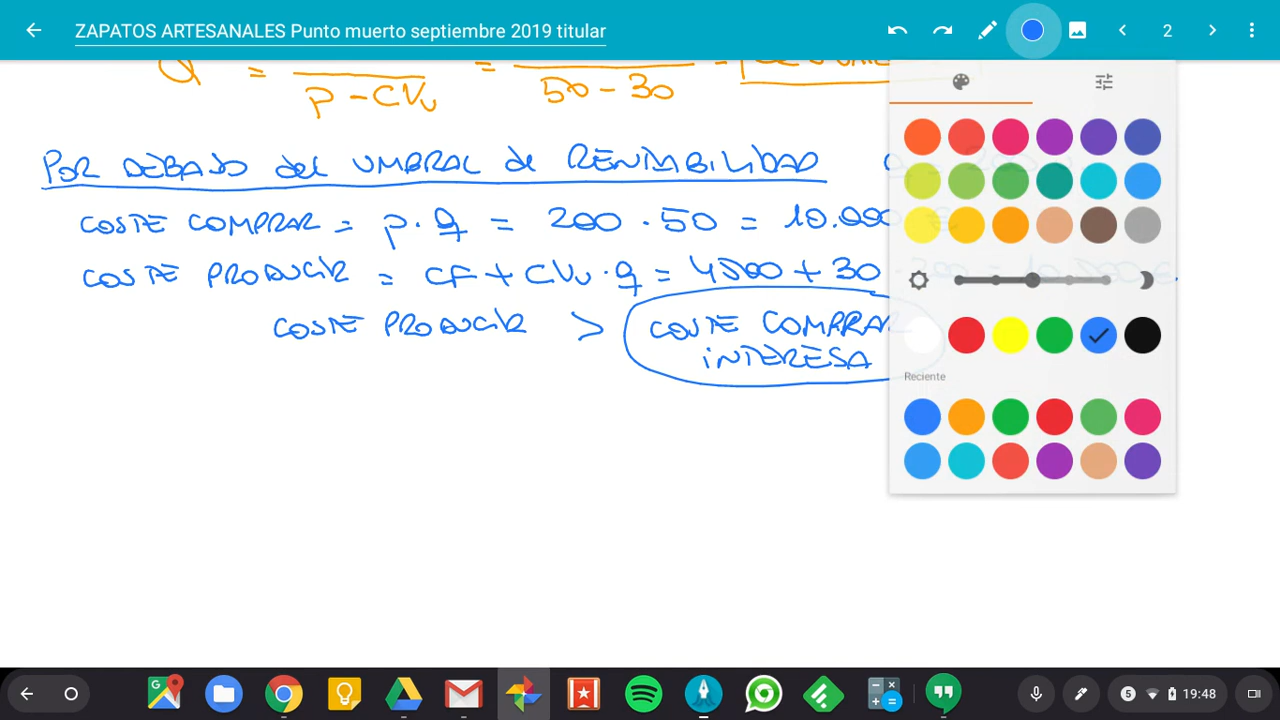 ZAPATOS ARTESANALES Punto muerto septiembre 2019 titular
2
Q = =
P - CVu 50 - 30
POR DEBAJO del UMBRAL de RENTABILIDAD
COSTE COMPRAR = p · q = 200 · 50 = 10.000
COSTE PRODUCIR = CF + CVu · q = 4500 + 30
COSTE PRODUCIR > COSTE COMPRAR
INTERESA
Reciente
5 19:48